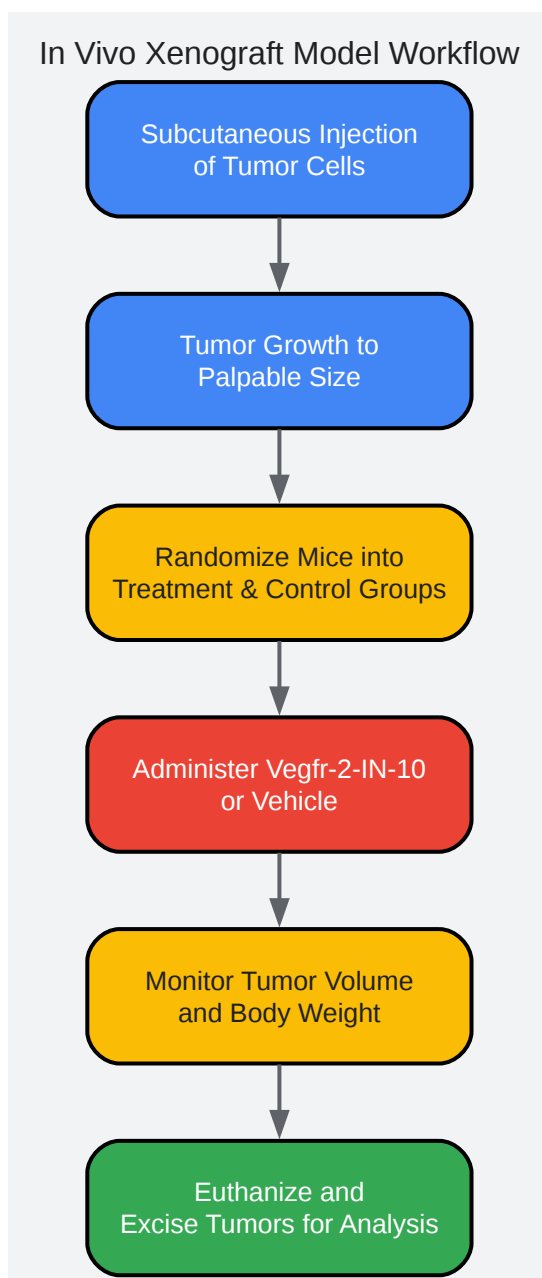 In Vivo Xenograft Model Workflow
Subcutaneous Injection
of Tumor Cells
Tumor Growth to
Palpable Size
Randomize Mice into
Treatment & Control Groups
Administer Vegfr-2-IN-10
or Vehicle
Monitor Tumor Volume
and Body Weight
Euthanize and
Excise Tumors for Analysis